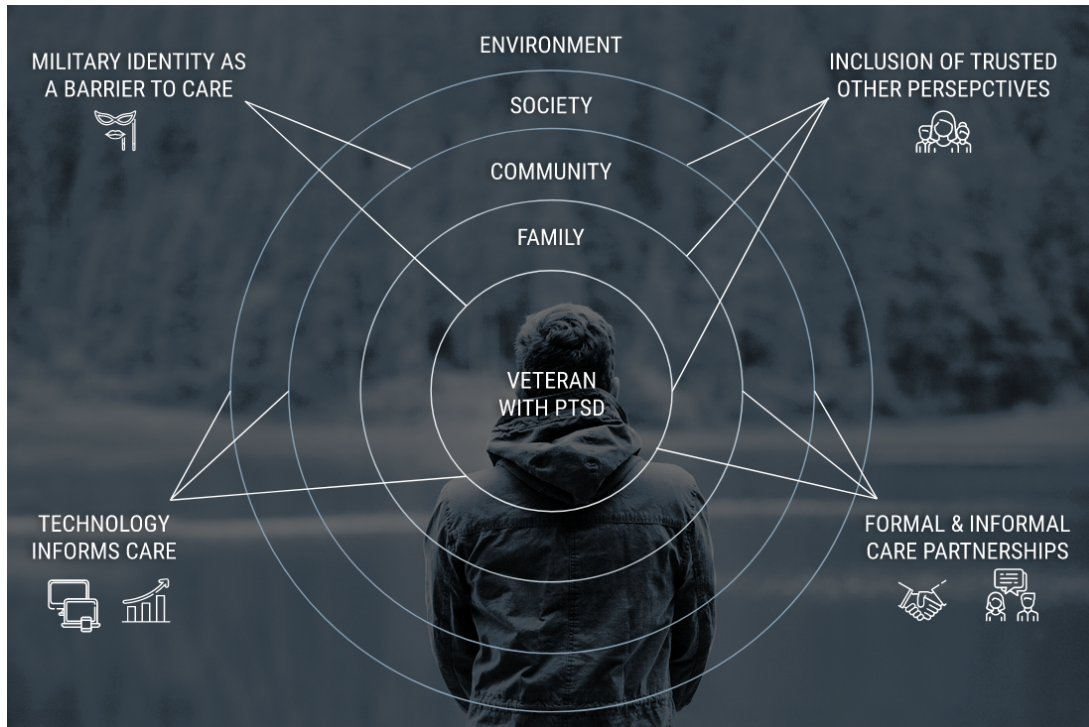 MILITARY IDENTITY AS
A BARRIER TO CARE
ENVIRONMENT
SOCIETY
COMMUNITY
FAMILY
VETERAN
WITH PTSD
INCLUSION OF TRUSTED
OTHER PERSEPCTIVES
TECHNOLOGY
INFORMS CARE
FORMAL & INFORMAL
CARE PARTNERSHIPS